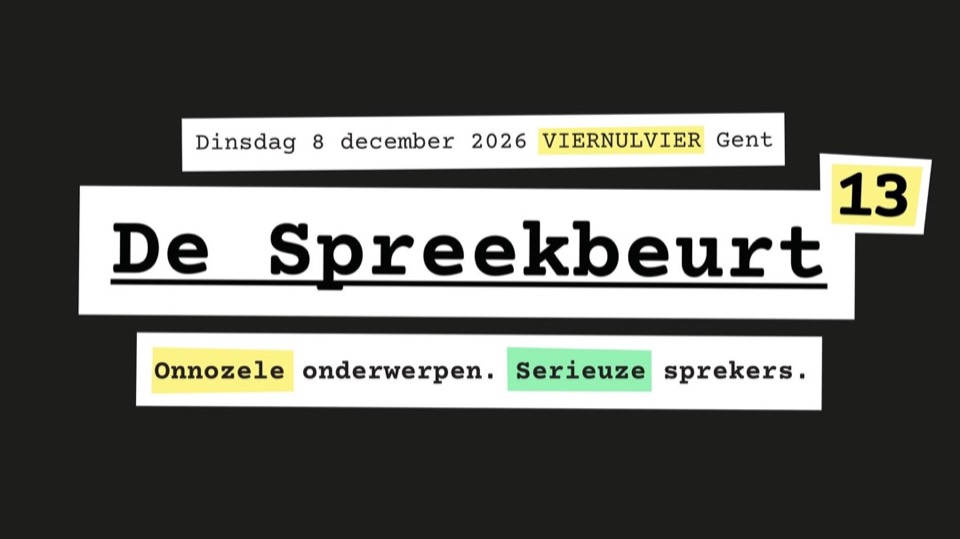 Dinsdag 8 december 2026 VIERNULVIER Gent
13
De Spreekbeurt
Onnozele onderwerpen. Serieuze sprekers.